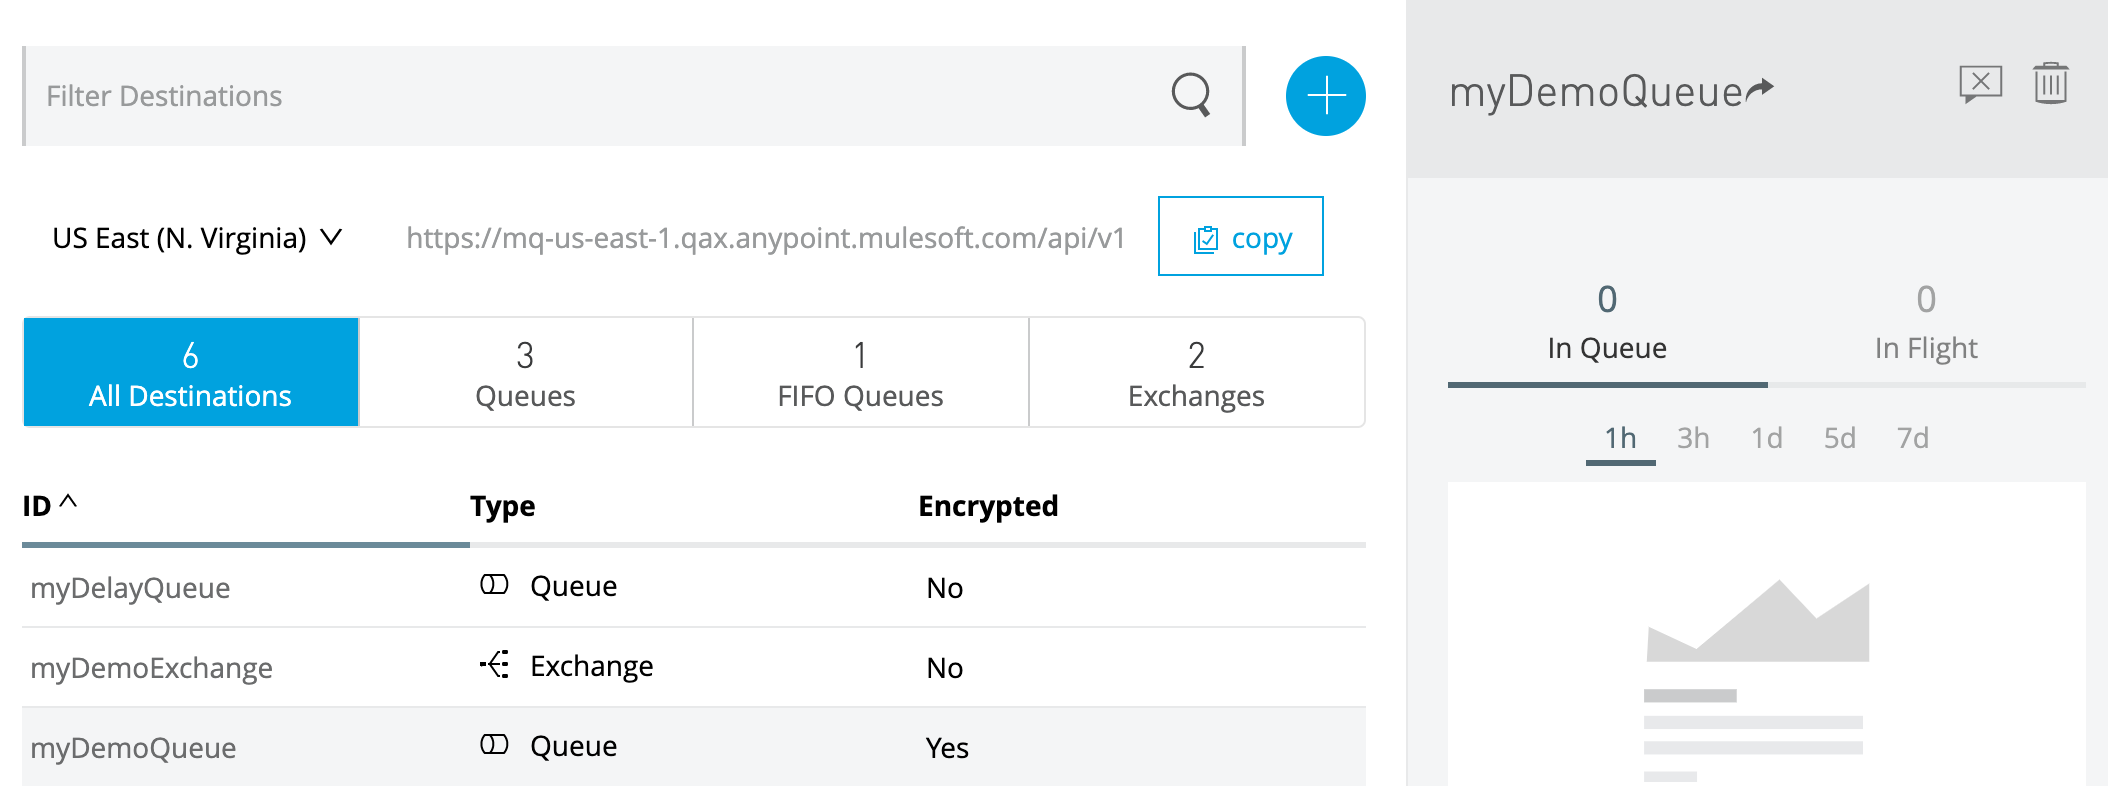 Filter Destinations
US East (N. Virginia) https://mq-us-east-1.qax.anypoint.mulesoft.com/api/v1 copy
6 3 1 2
All Destinations Queues FIFO Queues Exchanges
ID Type Encrypted
myDelayQueue Queue No
myDemoExchange Exchange No
myDemoQueue Queue Yes
myDemoQueue
0 0
In Queue In Flight
1h 3h 1d 5d 7d